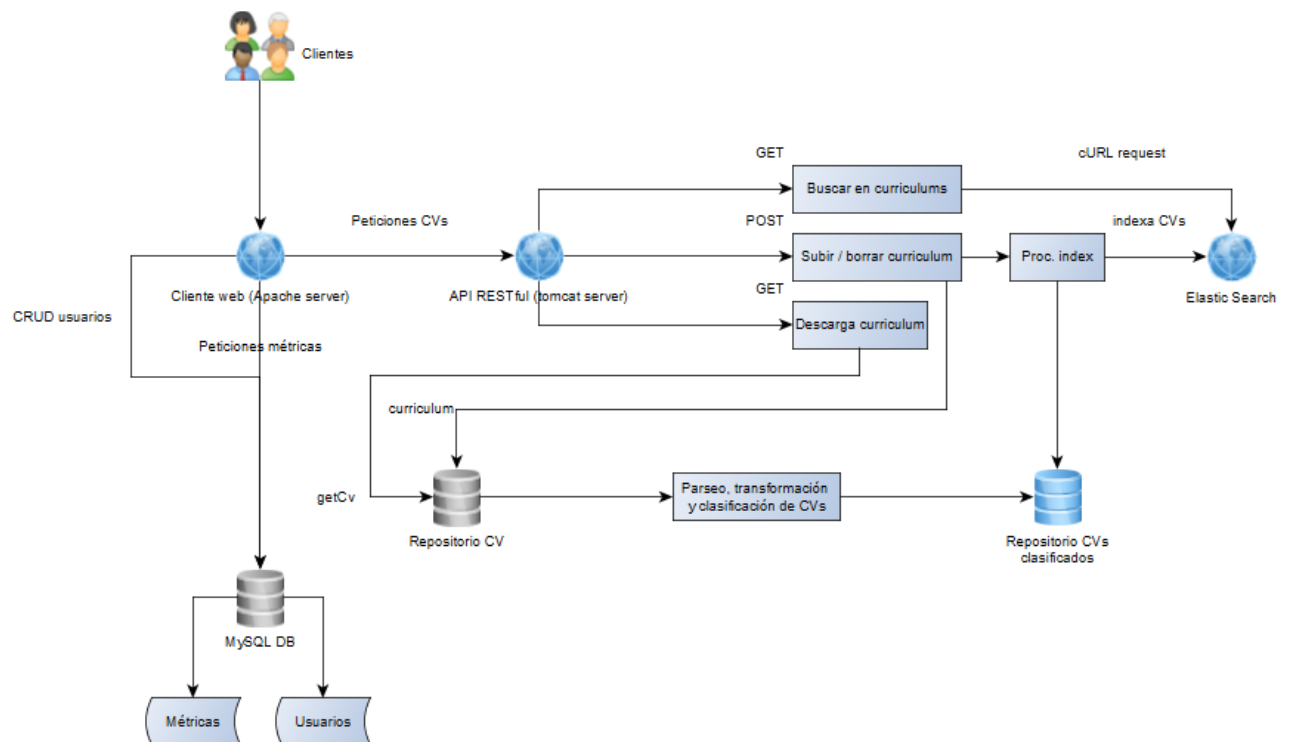 Clientes
GET
cURL request
Buscar en curriculums
Peticiones CVs
POST
indexa CVs
Subir / borrar curriculum
Proc. index
Cliente web (Apache server)
API RESTful (tomcat server)
GET
Elastic Search
CRUD usuarios
Descarga curriculum
Peticiones métricas
curriculum
getCv
Parseo, transformación
y clasificación de CVs
Repositorio CV
Repositorio CVs
clasificados
MySQL DB
Métricas
Usuarios